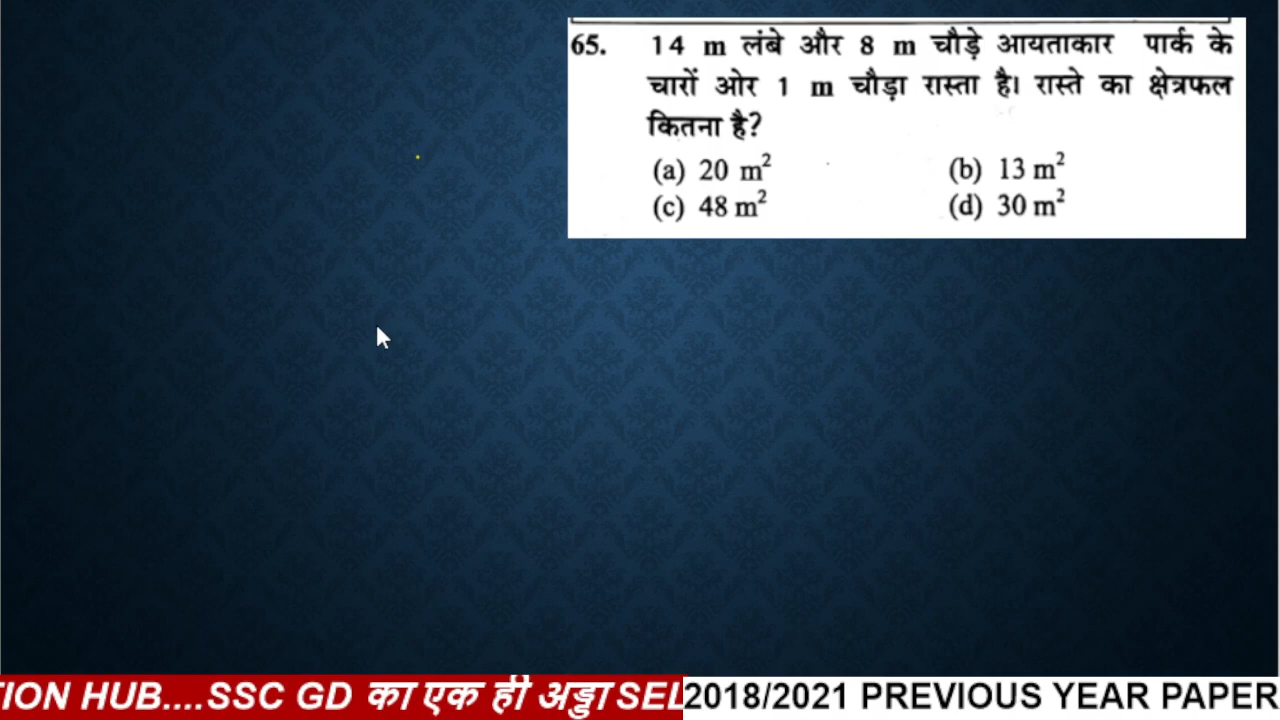 65. 14 m लंबे और 8 m चौड़े आयताकार पार्क के
चारों ओर 1 m चौड़ा रास्ता है। रास्ते का क्षेत्रफल
कितना है?
(a) 20 m² (b) 13 m²
(c) 48 m² (d) 30 m²
TION HUB....SSC GD का एक ही अड्डा SEL
2018/2021 PREVIOUS YEAR PAPER